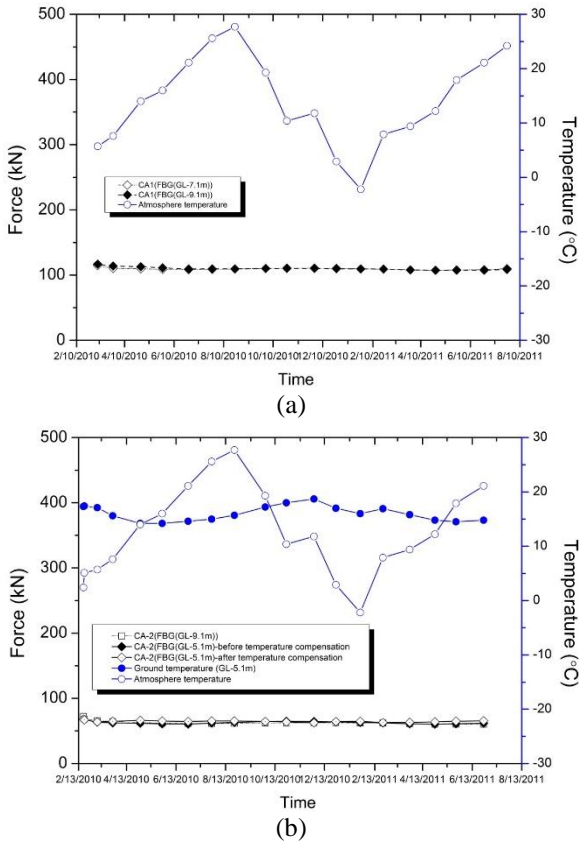 500
400
300
200
100
0
Force (kN)
30
20
10
0
-10
-20
-30
Temperature (°C)
CA1(FBG(GL-7.1m))
CA1(FBG(GL-9.1m))
Atmosphere temperature
2/10/2010 4/10/2010 6/10/2010 8/10/2010 10/10/2010 12/10/2010 2/10/2011 4/10/2011 6/10/2011 8/10/2011
Time
(a)
500
400
300
200
100
0
Force (kN)
30
20
10
0
-10
-20
-30
Temperature (°C)
CA-2(FBG(GL-9.1m))
CA-2(FBG(GL-5.1m)-before temperature compensation
CA-2(FBG(GL-5.1m)-after temperature compensation
Ground temperature (GL-5.1m)
Atmosphere temperature
2/13/2010 4/13/2010 6/13/2010 8/13/2010 10/13/2010 12/13/2010 2/13/2011 4/13/2011 6/13/2011 8/13/2011
Time
(b)